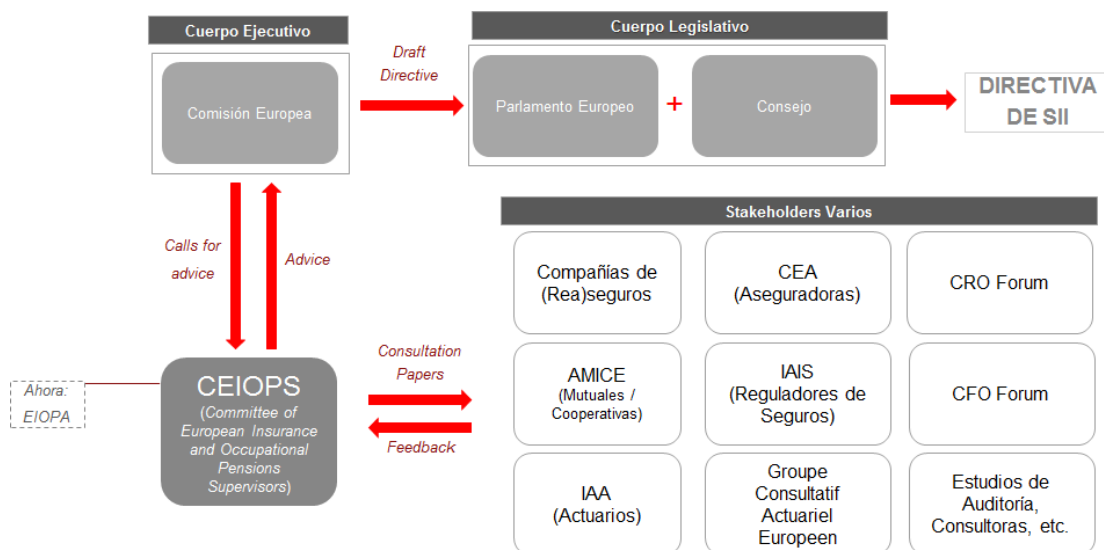 Cuerpo Ejecutivo
Comisión Europea
Draft
Directive
Cuerpo Legislativo
Parlamento Europeo
+
Consejo
DIRECTIVA
DE SII
Calls for
advice
Advice
Ahora:
EIOPA
CEIOPS
(Committee of
European Insurance
and Occupational
Pensions
Supervisors)
Consultation
Papers
Feedback
Stakeholders Varios
Compañías de
(Rea)seguros
CEA
(Aseguradoras)
CRO Forum
AMICE
(Mutuales /
Cooperativas)
IAIS
(Reguladores de
Seguros)
CFO Forum
IAA
(Actuarios)
Groupe
Consultatif
Actuariel
Europeen
Estudios de
Auditoría,
Consultoras, etc.